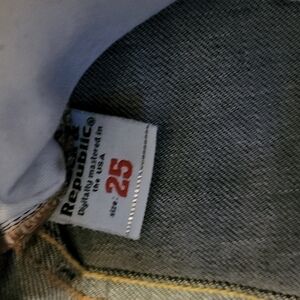 Republic®
Digitally mastered in
the USA
size: 25